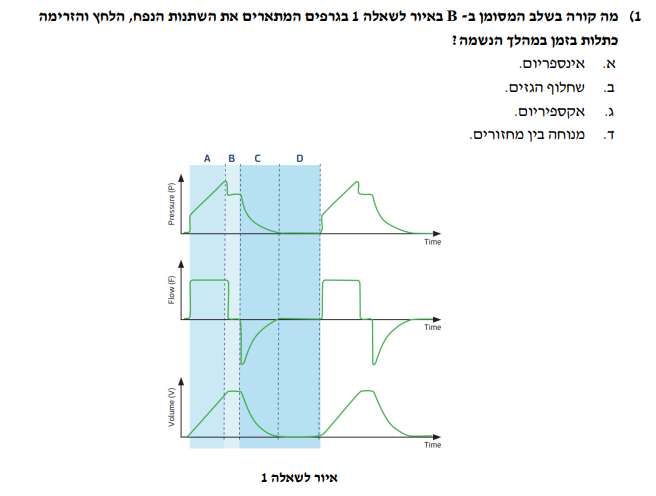 1) מה קורה בשלב המסומן ב- B באיור לשאלה 1 בגרפים המתארים את השתנות הנפח, הלחץ והזרימה
כתלות בזמן במהלך הנשמה?
א. אינספריום.
ב. שחלוף הגזים.
ג. אקספיריום.
ד. מנוחה בין מחזורים.
A B C D
Pressure (P)
Time
Flow (F)
Time
Volume (V)
Time
איור לשאלה 1